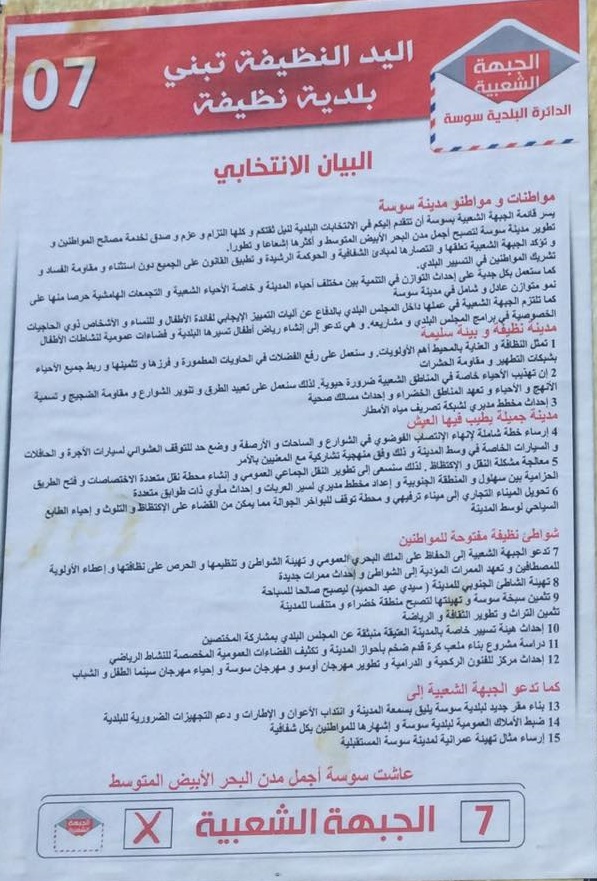 07
اليد النظيفة تبني
بلدية نظيفة
الجبهة
الشعبية
الدائرة البلدية سوسة
البيان الانتخابي
مواطنات و مواطنو مدينة سوسة
يسر قائمة الجبهة الشعبية بسوسة أن تتقدم إليكم في الانتخابات البلدية لنيل ثقتكم و كلها التزام و عزم و صدق لخدمة مصالح المواطنين و
تطوير مدينة سوسة لتصبح أجمل مدن البحر الأبيض المتوسط و أكثرها إشعاعا و تطورا.
و تؤكد الجبهة الشعبية تعلقها و انتصارها لمبادئ الشفافية و الحوكمة الرشيدة و تطبيق القانون على الجميع دون استثناء و مقاومة الفساد و
تشريك المواطنين في التسيير البلدي.
كما ستعمل بكل جدية على إحداث التوازن في التنمية بين مختلف أحياء المدينة و خاصة الأحياء الشعبية و التجمعات الهامشية حرصا منها على
نمو متوازن عادل و شامل في مدينة سوسة
كما تلتزم الجبهة الشعبية في عملها داخل المجلس البلدي بالدفاع عن آليات التمييز الإيجابي لفائدة الأطفال و للنساء و الأشخاص ذوي الحاجيات
الخصوصية في برامج المجلس البلدي و مشاريعه. و هي تدعو إلى إنشاء رياض أطفال تسيرها البلدية و فضاءات عمومية لنشاطات الأطفال
مدينة نظيفة و بيئة سليمة
1 تمثل النظافة و العناية بالمحيط أهم الأولويات. و سنعمل على رفع الفضلات في الحاويات المطمورة و فرزها و تثمينها و ربط جميع الأحياء
بشبكات التطهير و مقاومة الحشرات
2 إن تهذيب الأحياء خاصة في المناطق الشعبية ضرورة حيوية. لذلك سنعمل على تعبيد الطرق و تنوير الشوارع و مقاومة الضجيج و تسمية
الأنهج و الأحياء و تعهد المناطق الخضراء و إحداث مسالك صحية
3 إحداث مخطط مديري لشبكة تصريف مياه الأمطار
مدينة جميلة يطيب فيها العيش
4 إرساء خطة شاملة لإنهاء الإنتصاب الفوضوي في الشوارع و الساحات و الأرصفة و وضع حد للتوقف العشوائي لسيارات الأجرة و الحافلات
و السيارات الخاصة في وسط المدينة و ذلك وفق منهجية تشاركية مع المعنيين بالأمر
5 معالجة مشكلة النقل و الإكتظاظ. لذلك سنسعى إلى تطوير النقل الجماعي العمومي و إنشاء محطة نقل متعددة الاختصاصات و فتح الطريق
الحزامية بين سهلول و المنطقة الجنوبية و إعداد مخطط مديري لسير العربات و إحداث مأوي ذات طوابق متعددة
6 تحويل الميناء التجاري إلى ميناء ترفيهي و محطة توقف للبواخر الجوالة مما يمكن من القضاء على الإكتظاظ و التلوث و إحياء الطابع
السياحي لوسط المدينة
شواطئ نظيفة مفتوحة للمواطنين
7 تدعو الجبهة الشعبية إلى الحفاظ على الملك البحري العمومي و تهيئة الشواطئ و تنظيمها و الحرص على نظافتها و إعطاء الأولوية
للمصطافين و تعهد الممرات المؤدية إلى الشواطئ و إحداث ممرات جديدة
8 تهيئة الشاطئ الجنوبي للمدينة ( سيدي عبد الحميد) ليصبح صالحا للسباحة
9 تثمين سبخة سوسة و تهيئتها لتصبح منطقة خضراء و متنفسا للمدينة
تثمين التراث و تطوير الثقافة و الرياضة
10 إحداث هيئة تسيير خاصة بالمدينة العتيقة منبثقة عن المجلس البلدي بمشاركة المختصين
11 دراسة مشروع بناء ملعب كرة قدم ضخم بأحواز المدينة و تكثيف الفضاءات العمومية المخصصة للنشاط الرياضي
12 إحداث مركز للفنون الركحية و الدرامية و تطوير مهرجان أوسو و مهرجان سوسة و إحياء مهرجان سينما الطفل و الشباب
كما تدعو الجبهة الشعبية إلى
13 بناء مقر جديد لبلدية سوسة يليق بسمعة المدينة و انتداب الأعوان و الإطارات و دعم التجهيزات الضرورية للبلدية
14 ضبط الأملاك العمومية لبلدية سوسة و إشهارها للمواطنين بكل شفافية
15 إرساء مثال تهيئة عمرانية لمدينة سوسة المستقبلية
عاشت سوسة أجمل مدن البحر الأبيض المتوسط
7 الجبهة الشعبية X